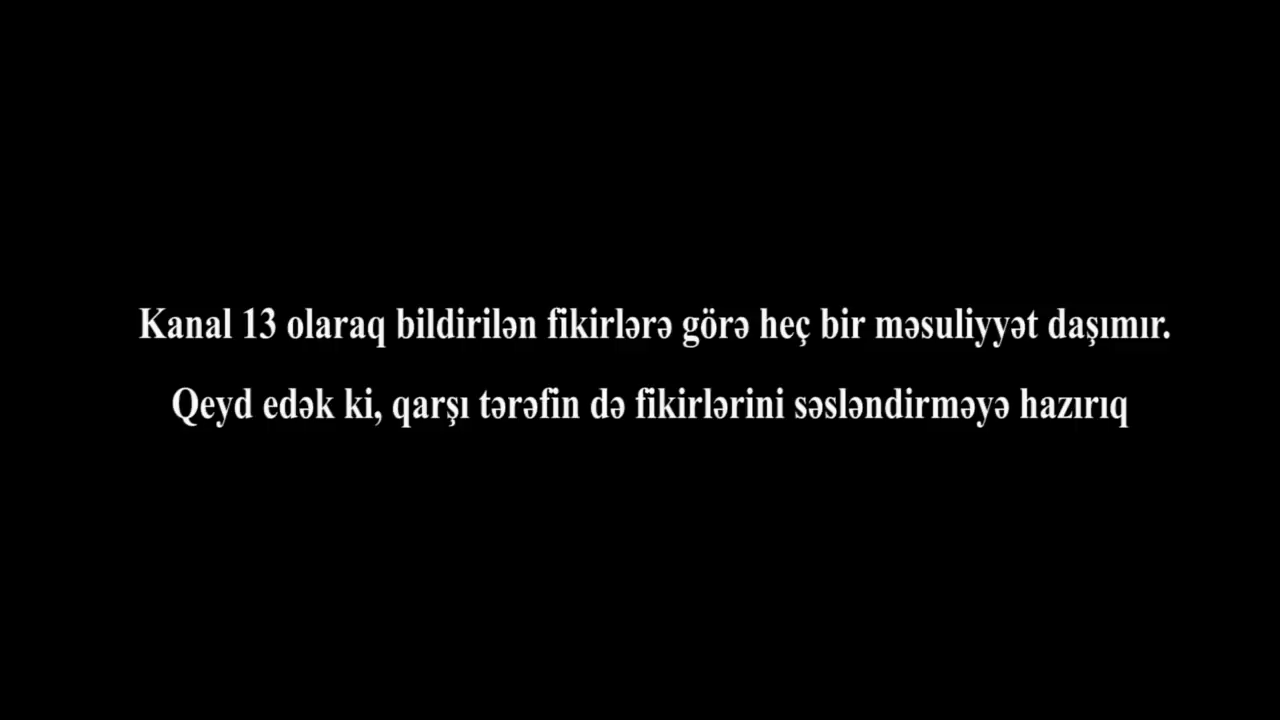 Kanal 13 olaraq bildirilən fikirlərə görə heç bir məsuliyyət daşımır.
Qeyd edək ki, qarşı tərəfin də fikirlərini səsləndirməyə hazırıq